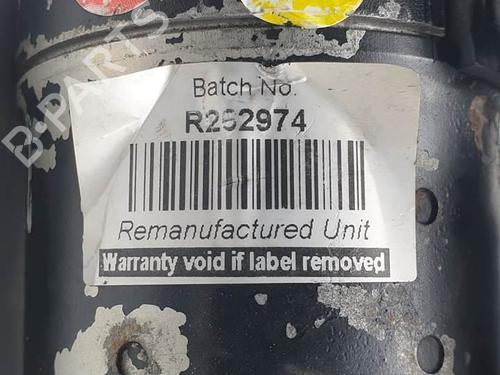 Batch No.
R262974
Remanufactured Unit
Warranty void if label removed
B-PARTS